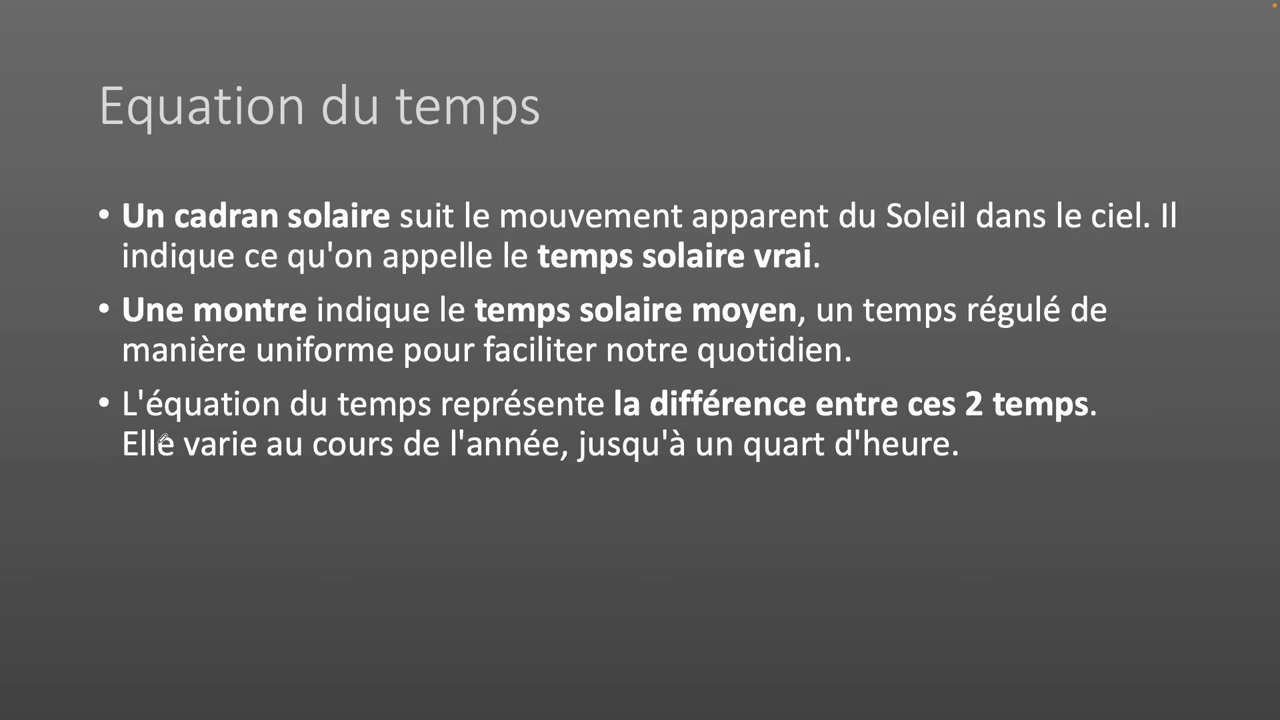 Equation du temps
• Un cadran solaire suit le mouvement apparent du Soleil dans le ciel. Il
indique ce qu'on appelle le temps solaire vrai.
• Une montre indique le temps solaire moyen, un temps régulé de
manière uniforme pour faciliter notre quotidien.
• L'équation du temps représente la différence entre ces 2 temps.
Elle varie au cours de l'année, jusqu'à un quart d'heure.